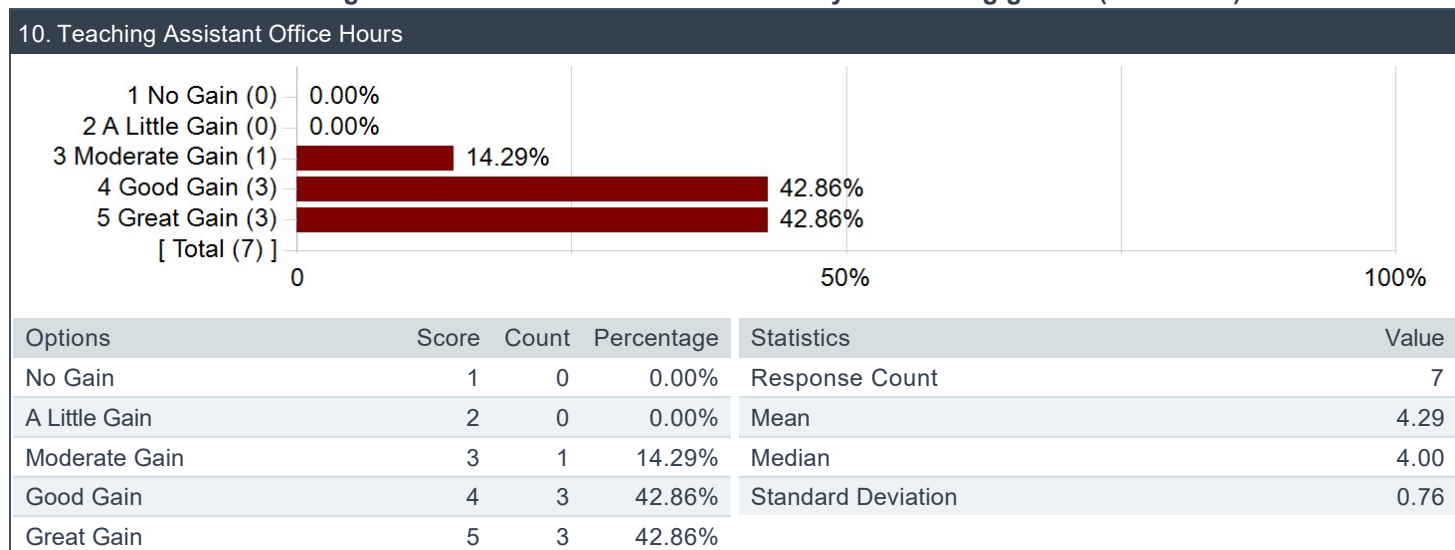 10. Teaching Assistant Office Hours
1 No Gain (0) 0.00%
2 A Little Gain (0) 0.00%
3 Moderate Gain (1) 14.29%
4 Good Gain (3) 42.86%
5 Great Gain (3) 42.86%
[ Total (7) ]
0 50% 100%
Options Score Count Percentage Statistics Value
No Gain 1 0 0.00% Response Count 7
A Little Gain 2 0 0.00% Mean 4.29
Moderate Gain 3 1 14.29% Median 4.00
Good Gain 4 3 42.86% Standard Deviation 0.76
Great Gain 5 3 42.86%